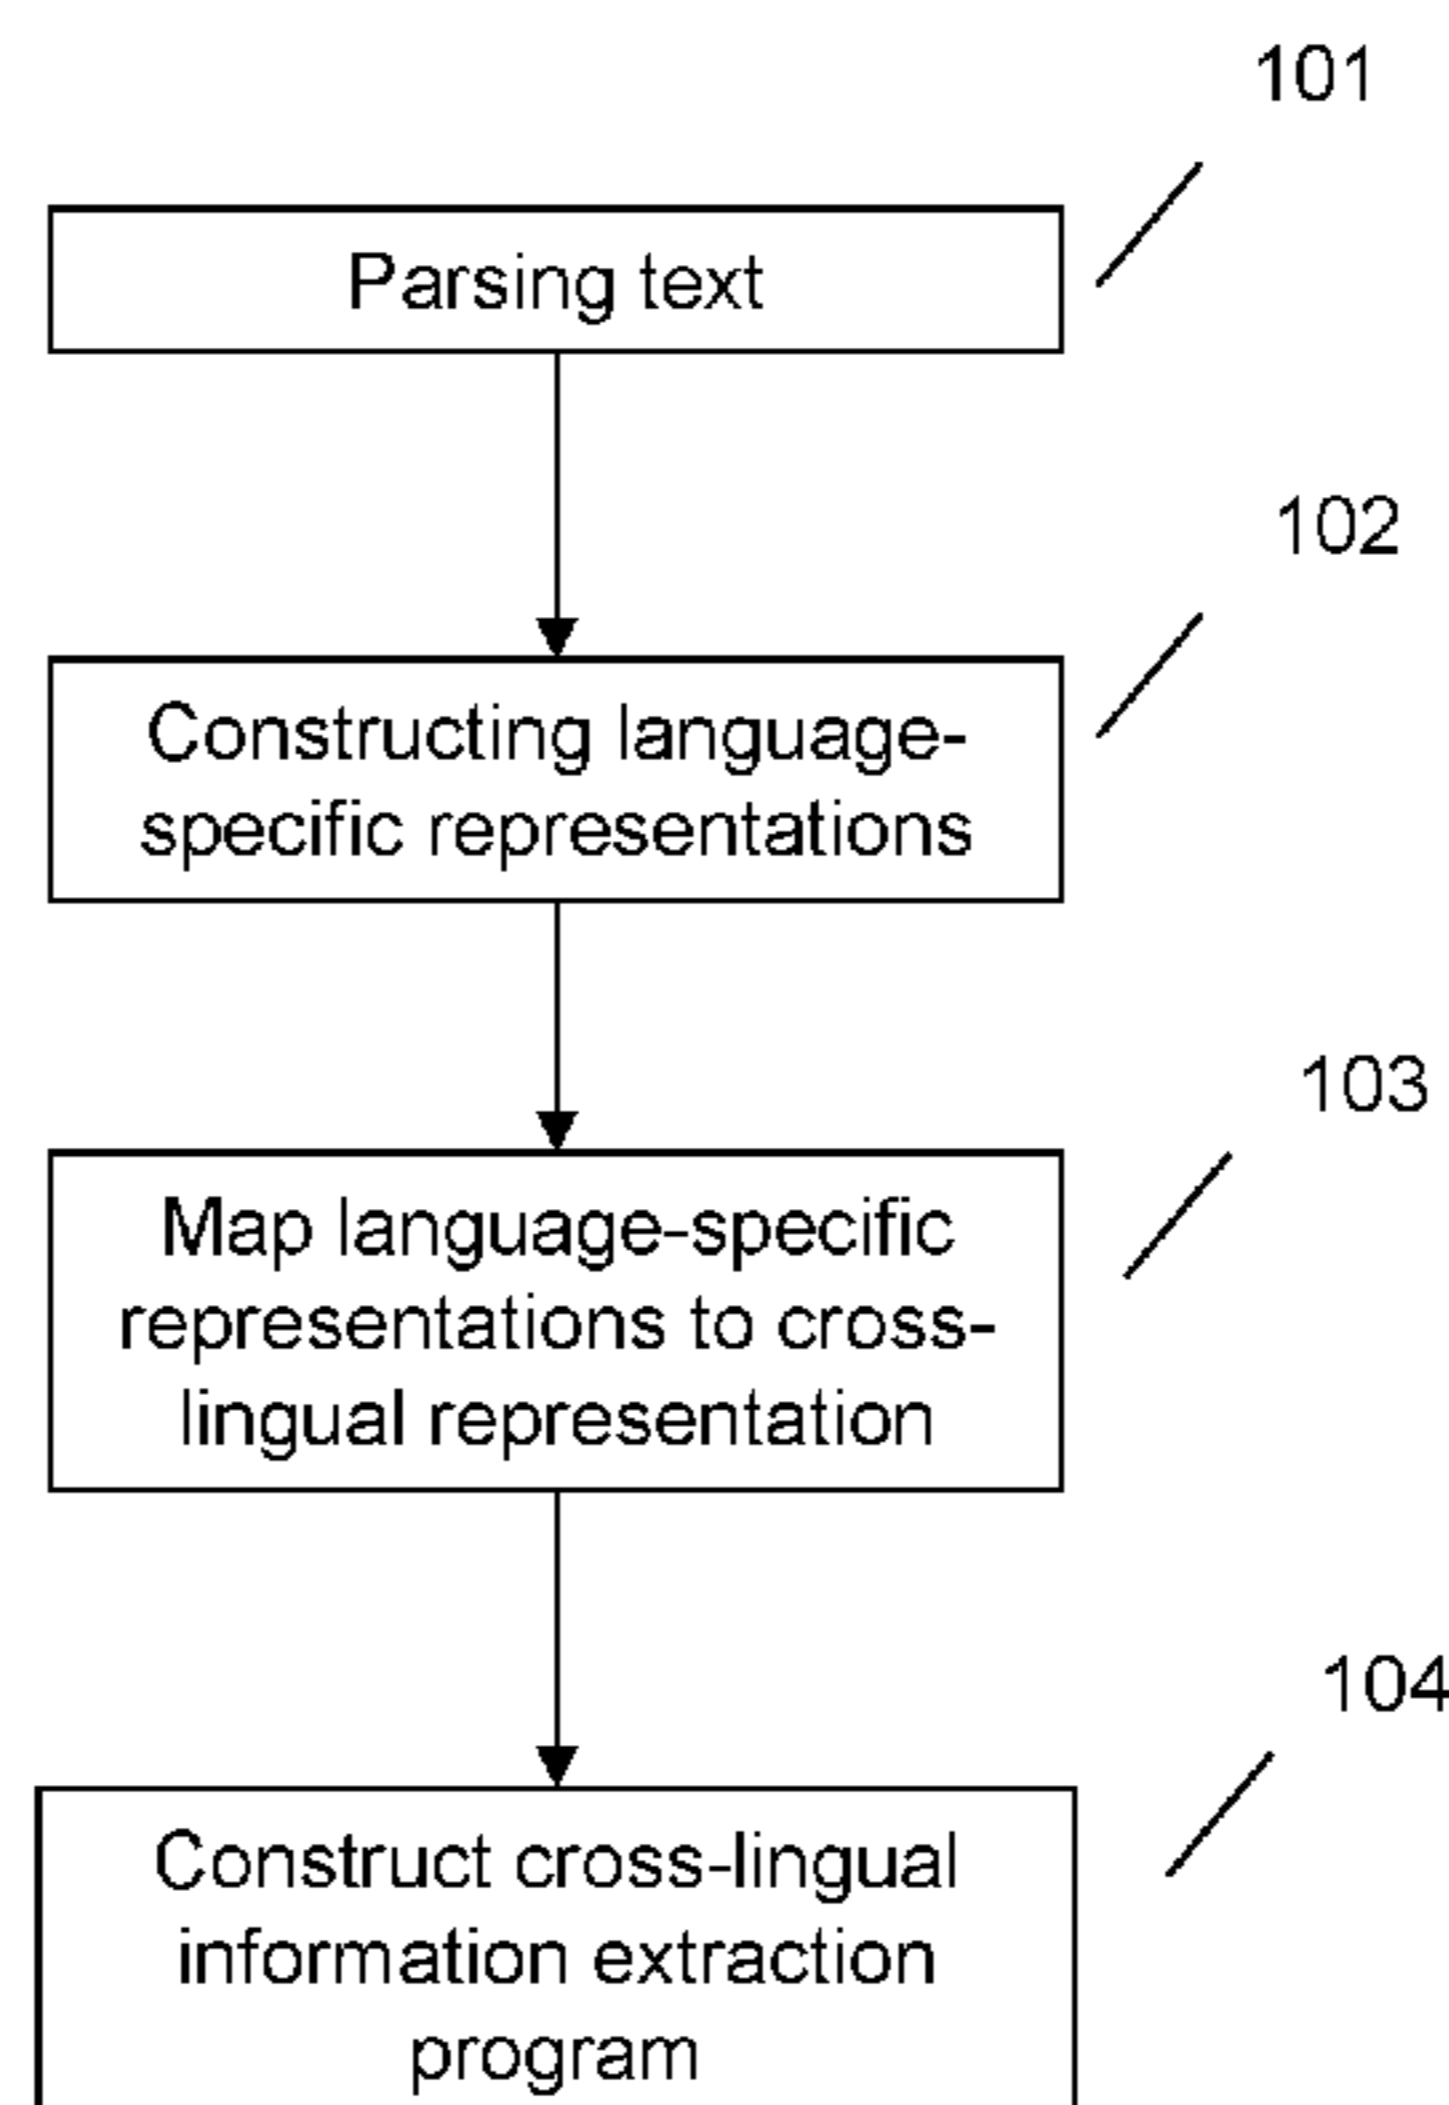 101
Parsing text
102
Constructing language-
specific representations
103
Map language-specific
representations to cross-
lingual representation
104
Construct cross-lingual
information extraction
program